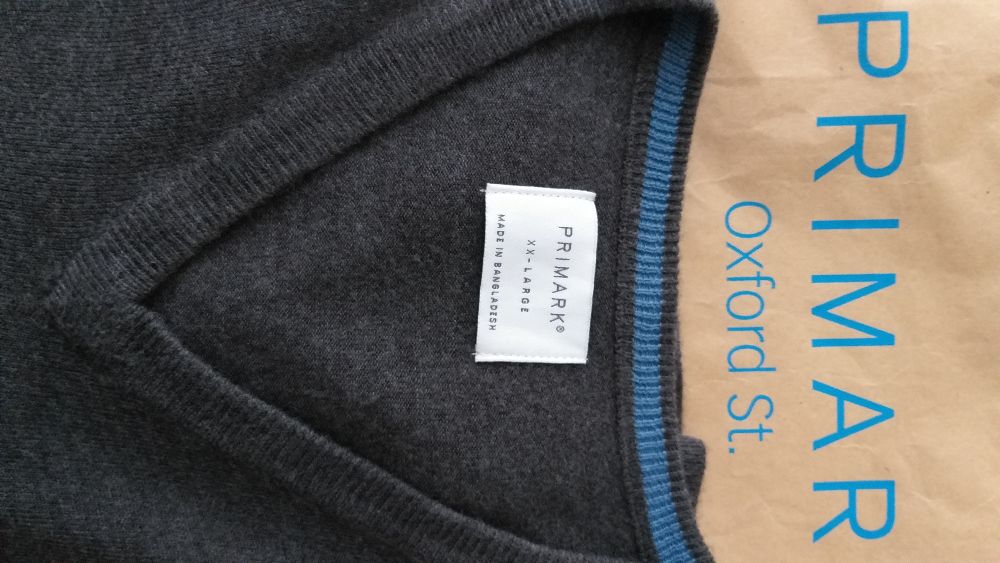 PRIMARK®
XX-LARGE
MADE IN BANGLADESH
PRIMAR
Oxford St.